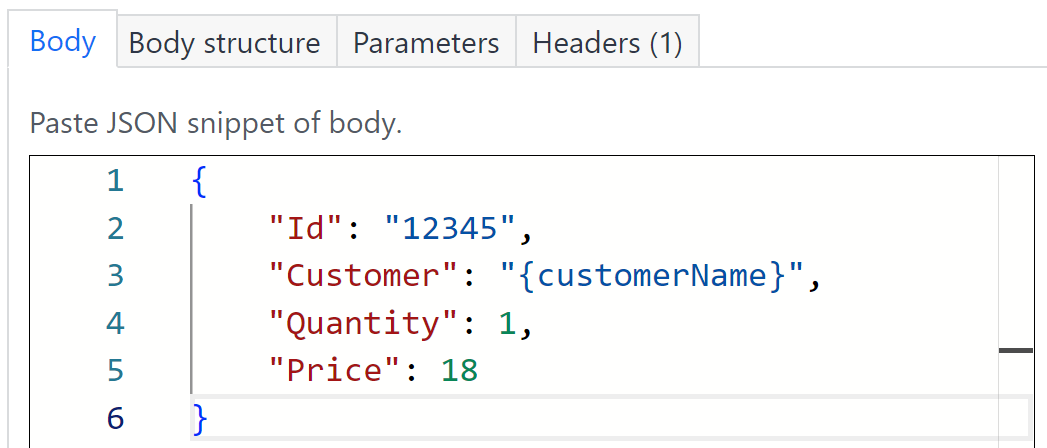 Body Body structure Parameters Headers (1)
Paste JSON snippet of body.
1 {
2 "Id": "12345",
3 "Customer": "{customerName}",
4 "Quantity": 1,
5 "Price": 18
6 }